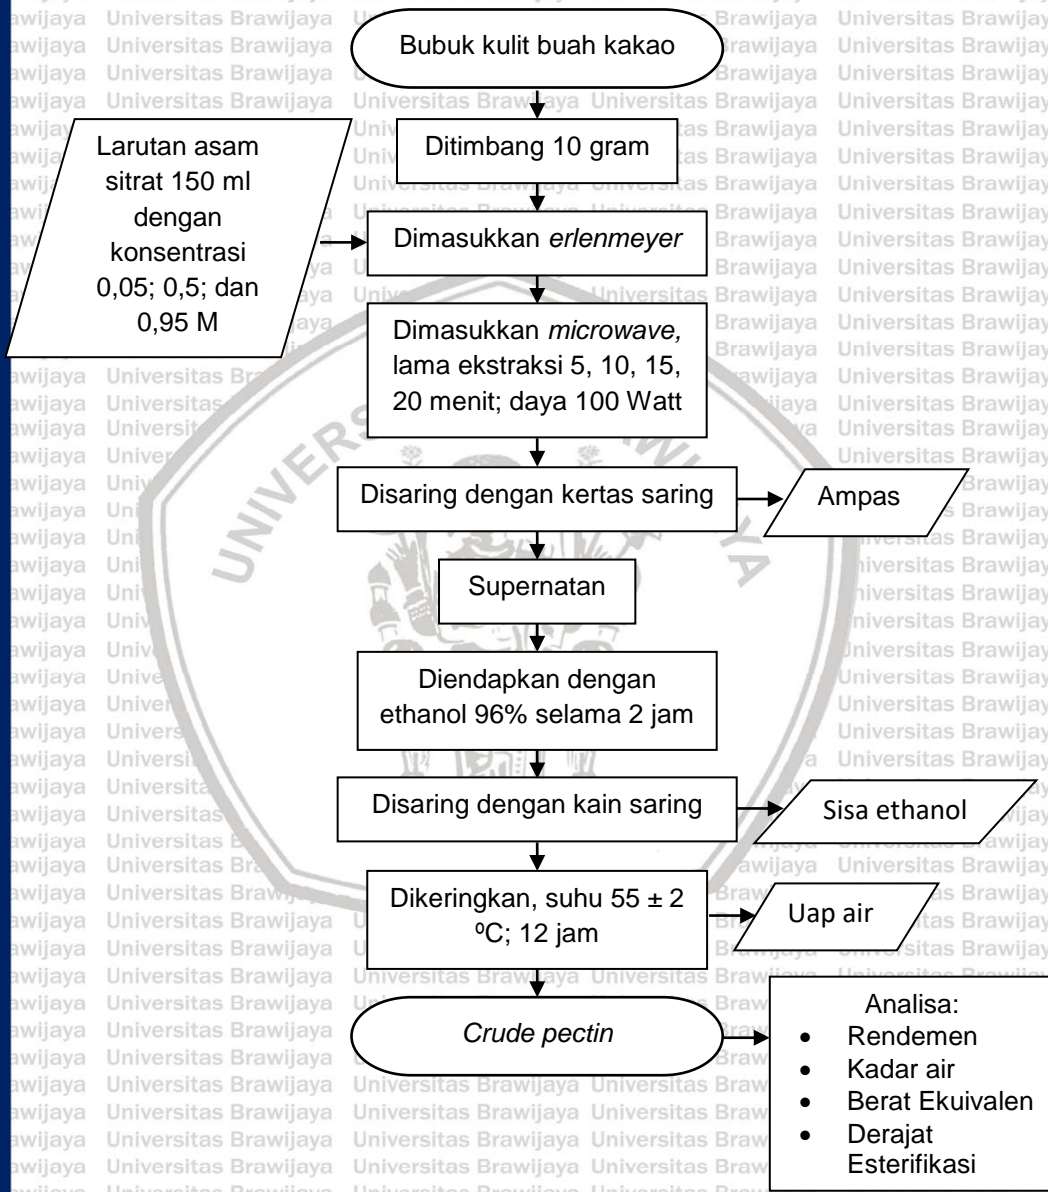 Bubuk kulit buah kakao
Ditimbang 10 gram
Larutan asam
sitrat 150 ml
dengan
konsentrasi
0,05; 0,5; dan
0,95 M
Dimasukkan erlenmeyer
Dimasukkan microwave,
lama ekstraksi 5, 10, 15,
20 menit; daya 100 Watt
Disaring dengan kertas saring
Ampas
Supernatan
Diendapkan dengan
ethanol 96% selama 2 jam
Disaring dengan kain saring
Sisa ethanol
Dikeringkan, suhu 55 ± 2
ºC; 12 jam
Uap air
Crude pectin
Analisa:
• Rendemen
• Kadar air
• Berat Ekuivalen
• Derajat
Esterifikasi